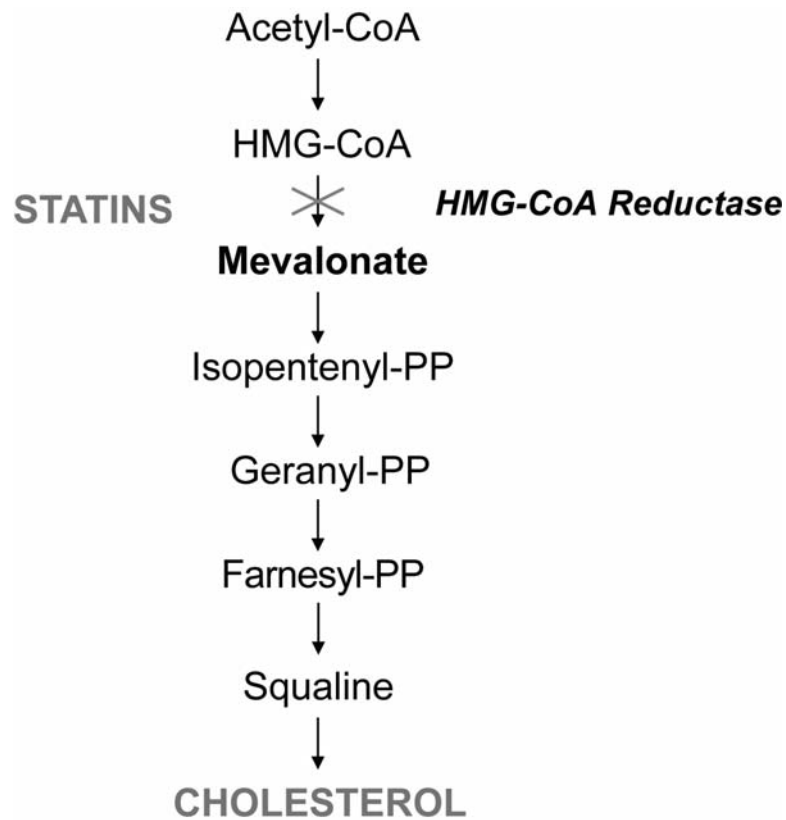 Acetyl-CoA
HMG-CoA
STATINS
HMG-CoA Reductase
Mevalonate
Isopentenyl-PP
Geranyl-PP
Farnesyl-PP
Squaline
CHOLESTEROL